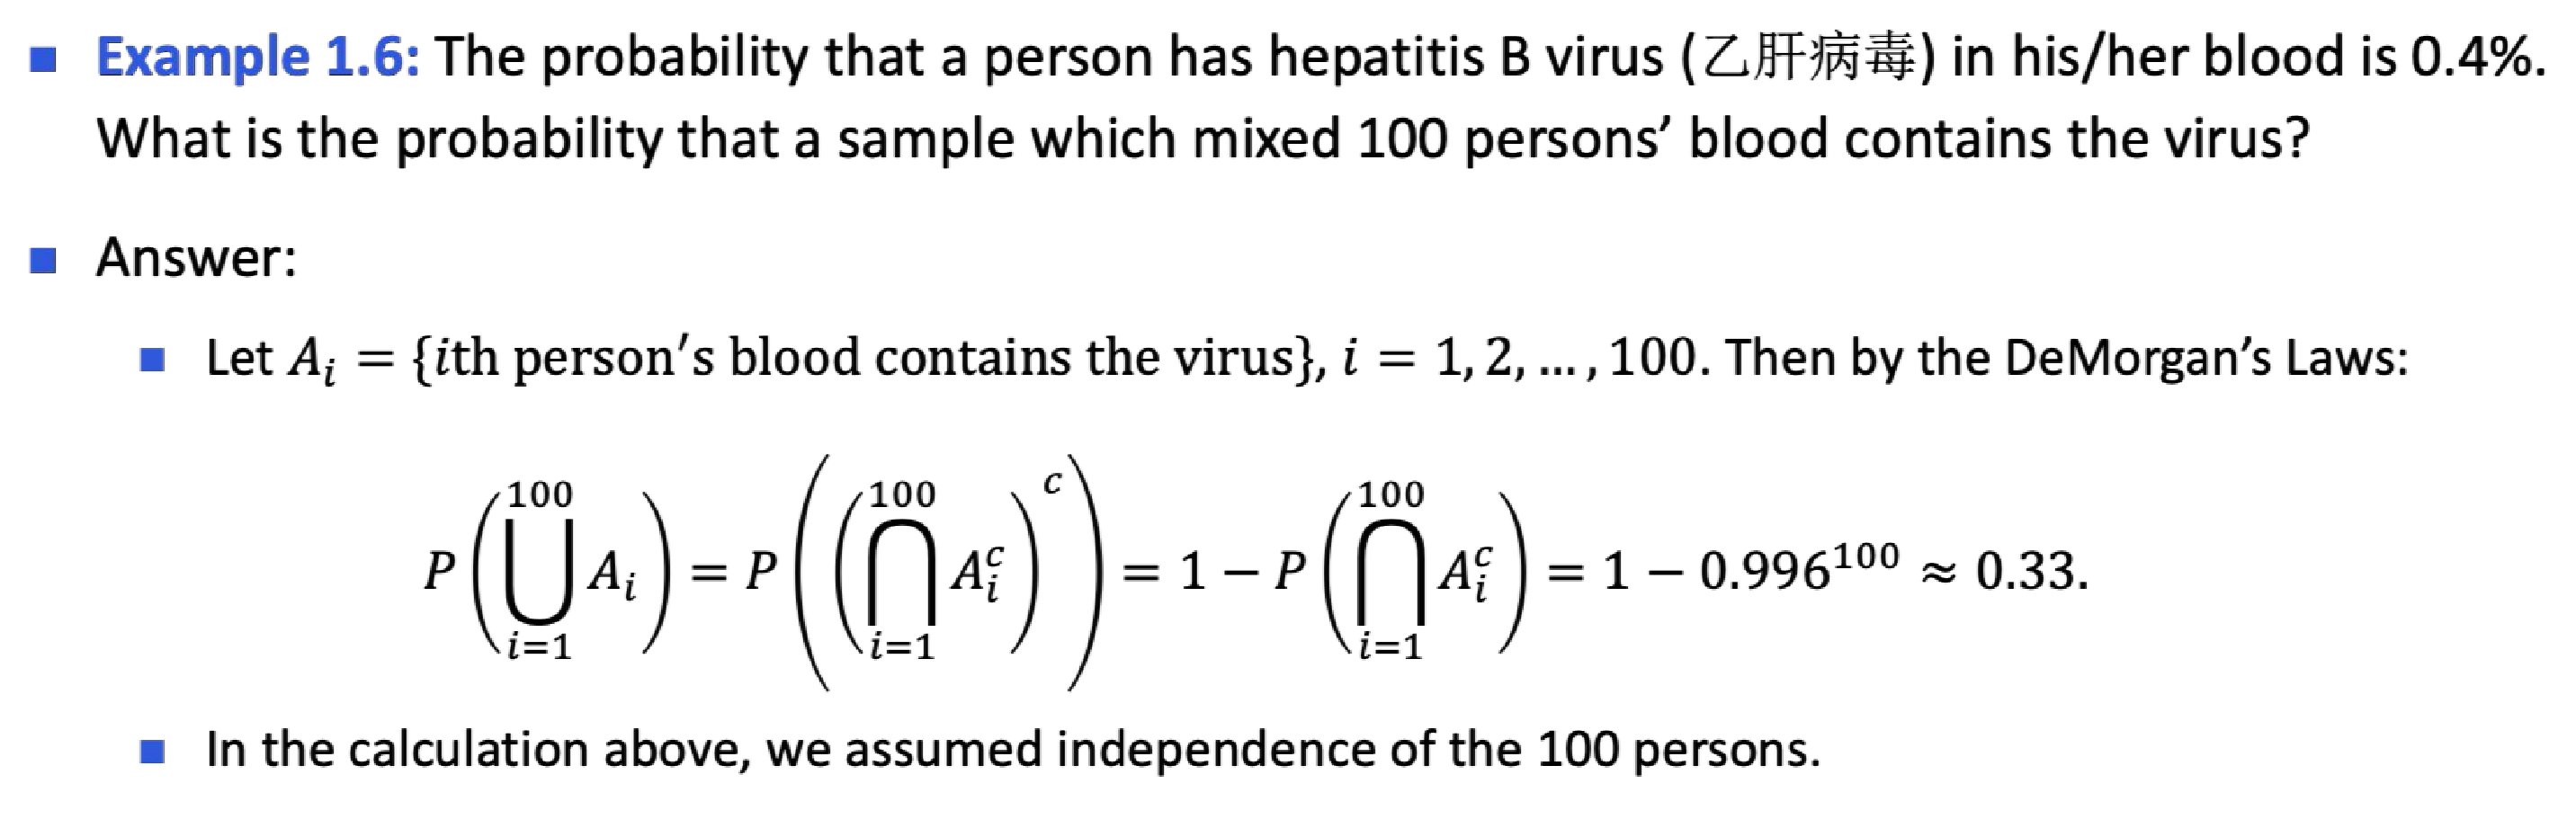 ■ Example 1.6: The probability that a person has hepatitis B virus (乙肝病毒) in his/her blood is 0.4%.
What is the probability that a sample which mixed 100 persons’ blood contains the virus?
■ Answer:
■ Let $A_i$ = {$i$th person′s blood contains the virus}, $i = 1, 2, \ldots, 100$. Then by the DeMorgan’s Laws:
$P\left(\bigcup_{i=1}^{100} A_i\right) = P\left(\left(\bigcap_{i=1}^{100} A_i^c\right)^c\right) = 1 - P\left(\bigcap_{i=1}^{100} A_i^c\right) = 1 - 0.996^{100} \approx 0.33.$
■ In the calculation above, we assumed independence of the 100 persons.